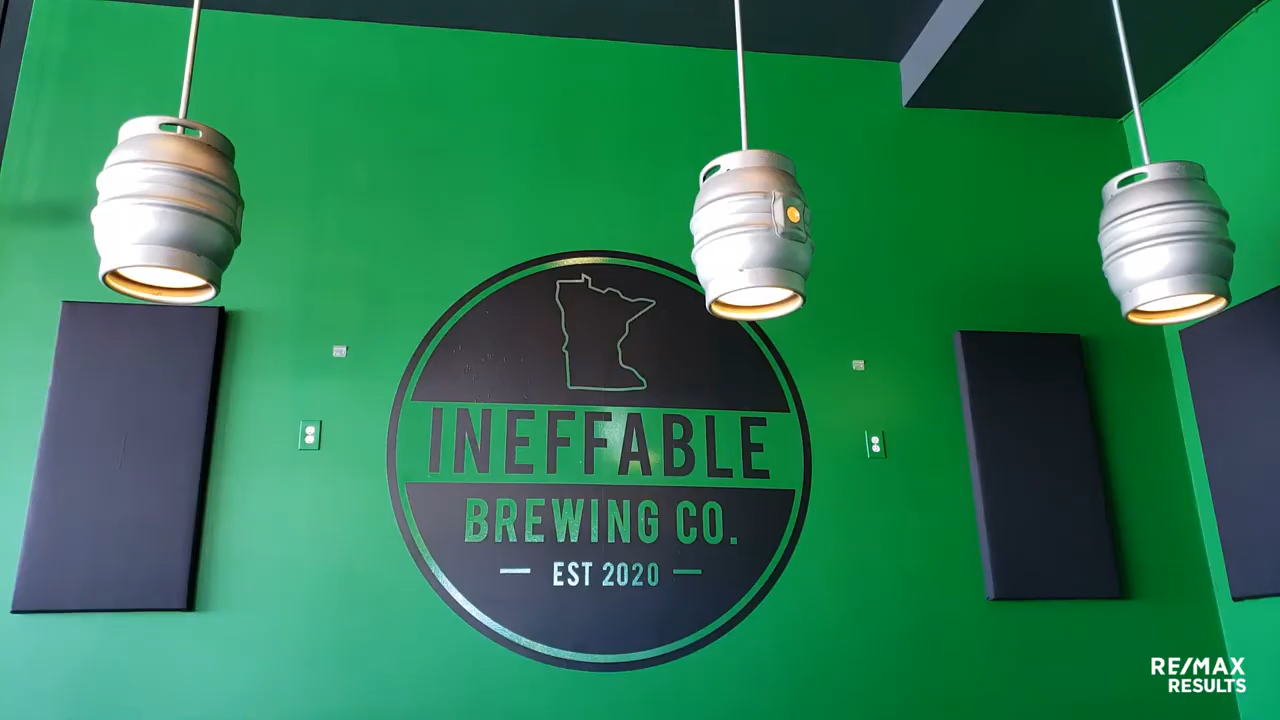 INEFFABLE
BREWING CO.
EST 2020
RE/MAX
RESULTS